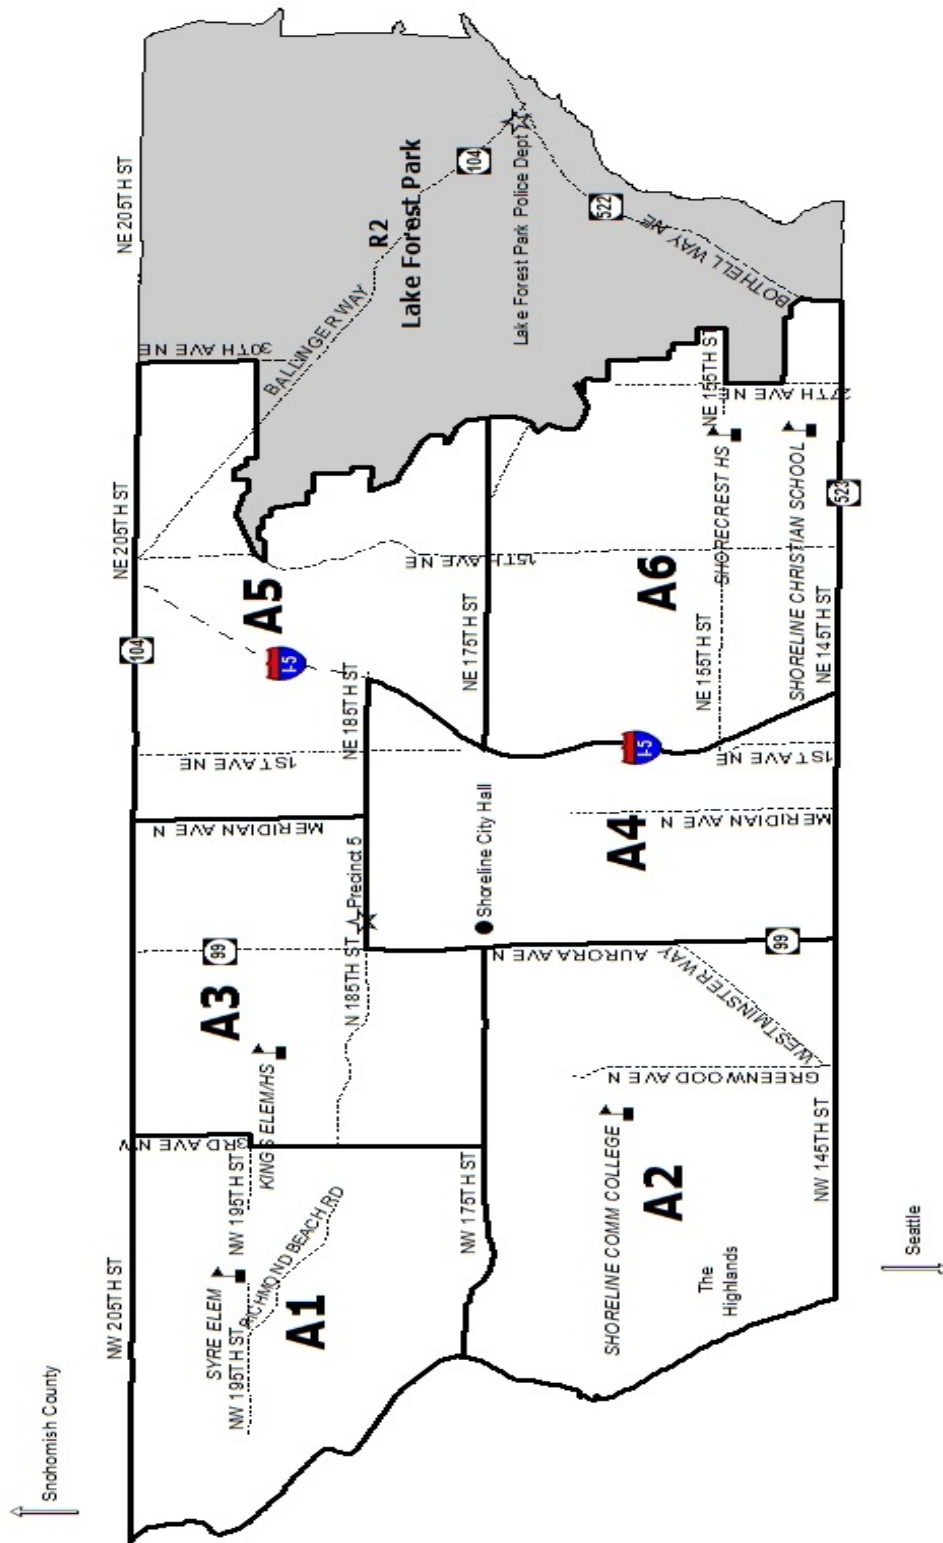 Snohomish County
NW 205TH ST
NE 205TH ST
NE 205TH ST
104
3RD AVE NW
MERIDIAN AVE N
1ST AVE NE
30TH AVE NE
SYRE ELEM
NW 195TH ST
NW 195TH ST
RICHMOND BEACH RD
A1
KING'S ELEM/HS
A3
99
N 185TH ST
Precinct 5
NE 185TH ST
I-5
A5
15TH AVE NE
BALLINGER WAY
R2
Lake Forest Park
104
Lake Forest Park Police Dept
522
BOTHELL WAY NE
NW 175TH ST
NE 175TH ST
Shoreline City Hall
AURORA AVE N
SHORELINE COMM COLLEGE
A2
The
Highlands
GREENWOOD AVE N
WESTMINSTER WAY
99
A4
MERIDIAN AVE N
I-5
1ST AVE NE
A6
NE 155TH ST
NE 155TH ST
SHORECREST HS
27TH AVE NE
SHORELINE CHRISTIAN SCHOOL
NW 145TH ST
NE 145TH ST
523
Seattle